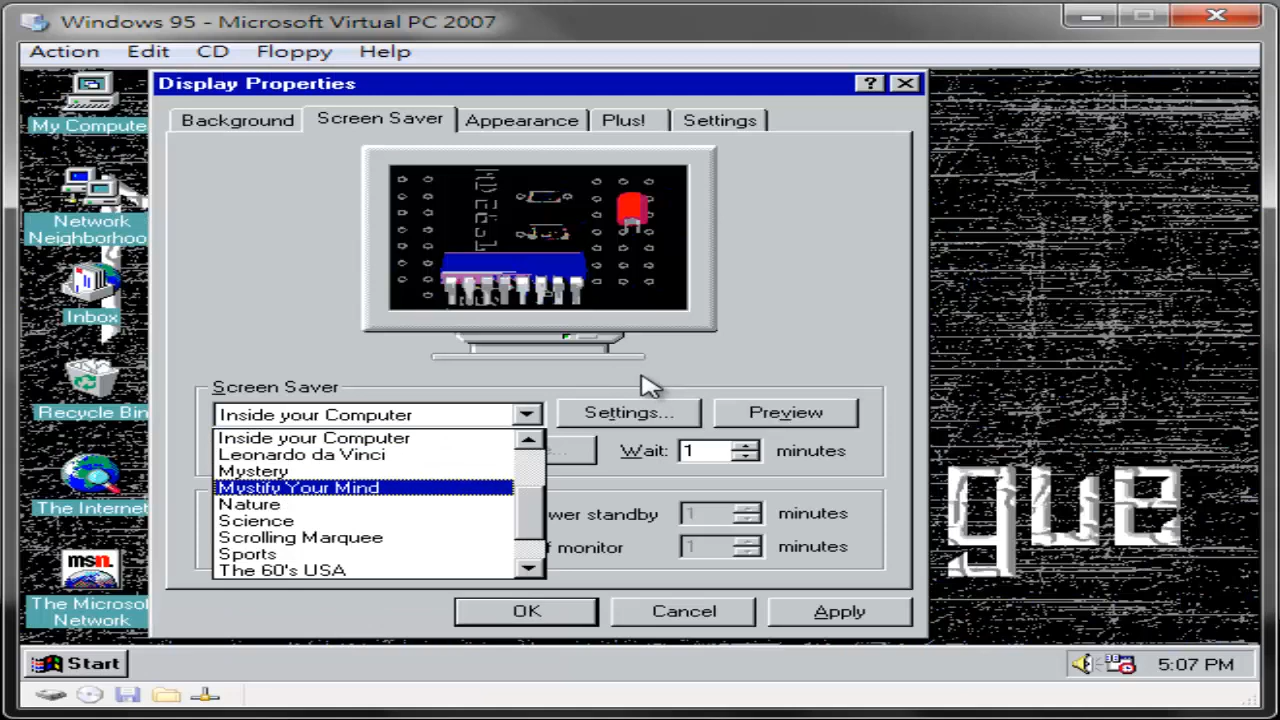 Windows 95 - Microsoft Virtual PC 2007
Action Edit CD Floppy Help
Display Properties
Background Screen Saver Appearance Plus! Settings
My Compute
Network
Neighborhoo
Inbox
Recycle Bin
The Internet
msn
The Microsof
Network
Screen Saver
Inside your Computer
Settings... Preview
Inside your Computer
Leonardo da Vinci
Mystery
Mystify Your Mind
Nature
Science
Scrolling Marquee
Sports
The 60's USA
... Wait: 1 minutes
wer standby 1 minutes
f monitor 1 minutes
OK Cancel Apply
gue
Start
5:07 PM